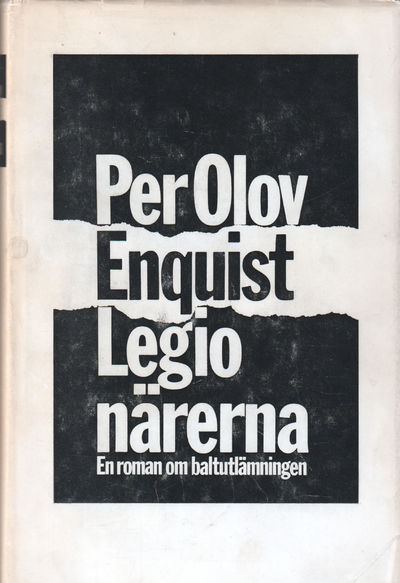 Per Olov
Enquist
Legio
närerna
En roman om baltutlämningen